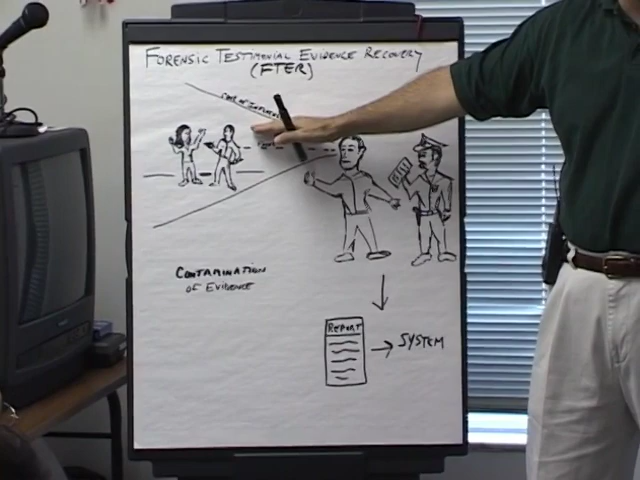 FORENSIC TESTIMONIAL EVIDENCE RECOVERY
(FTER)
CONTAMINATION
OF EVIDENCE
REPORT
SYSTEM